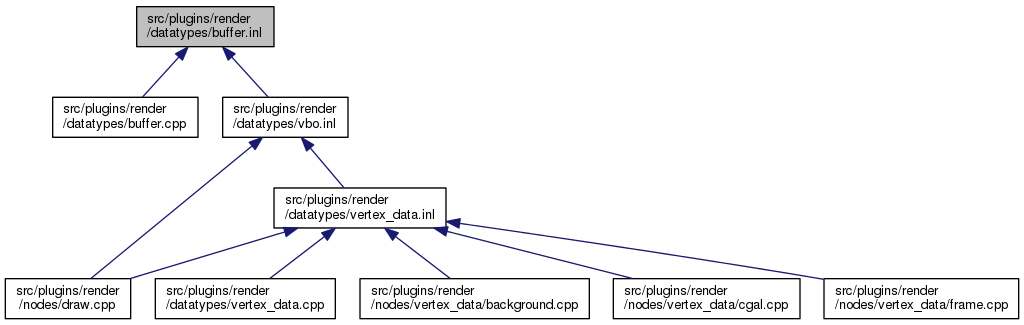 src/plugins/render
/datatypes/buffer.inl
src/plugins/render
/datatypes/buffer.cpp
src/plugins/render
/datatypes/vbo.inl
src/plugins/render
/datatypes/vertex_data.inl
src/plugins/render
/nodes/draw.cpp
src/plugins/render
/datatypes/vertex_data.cpp
src/plugins/render
/nodes/vertex_data/background.cpp
src/plugins/render
/nodes/vertex_data/cgal.cpp
src/plugins/render
/nodes/vertex_data/frame.cpp